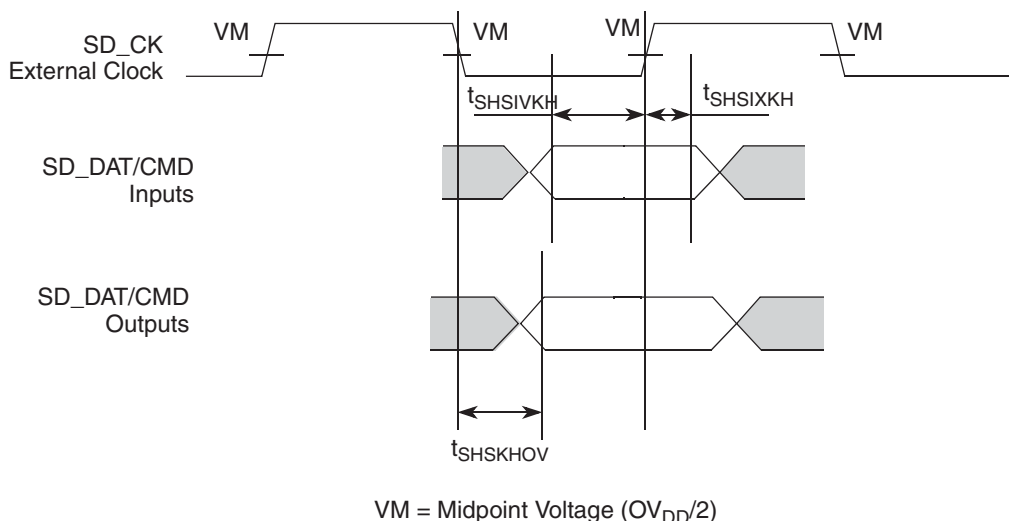 VM VM VM VM
SD_CK
External Clock
tSHSIVKH tSHSIXKH
SD_DAT/CMD
Inputs
SD_DAT/CMD
Outputs
tSHSKHOV
VM = Midpoint Voltage (OVDD/2)